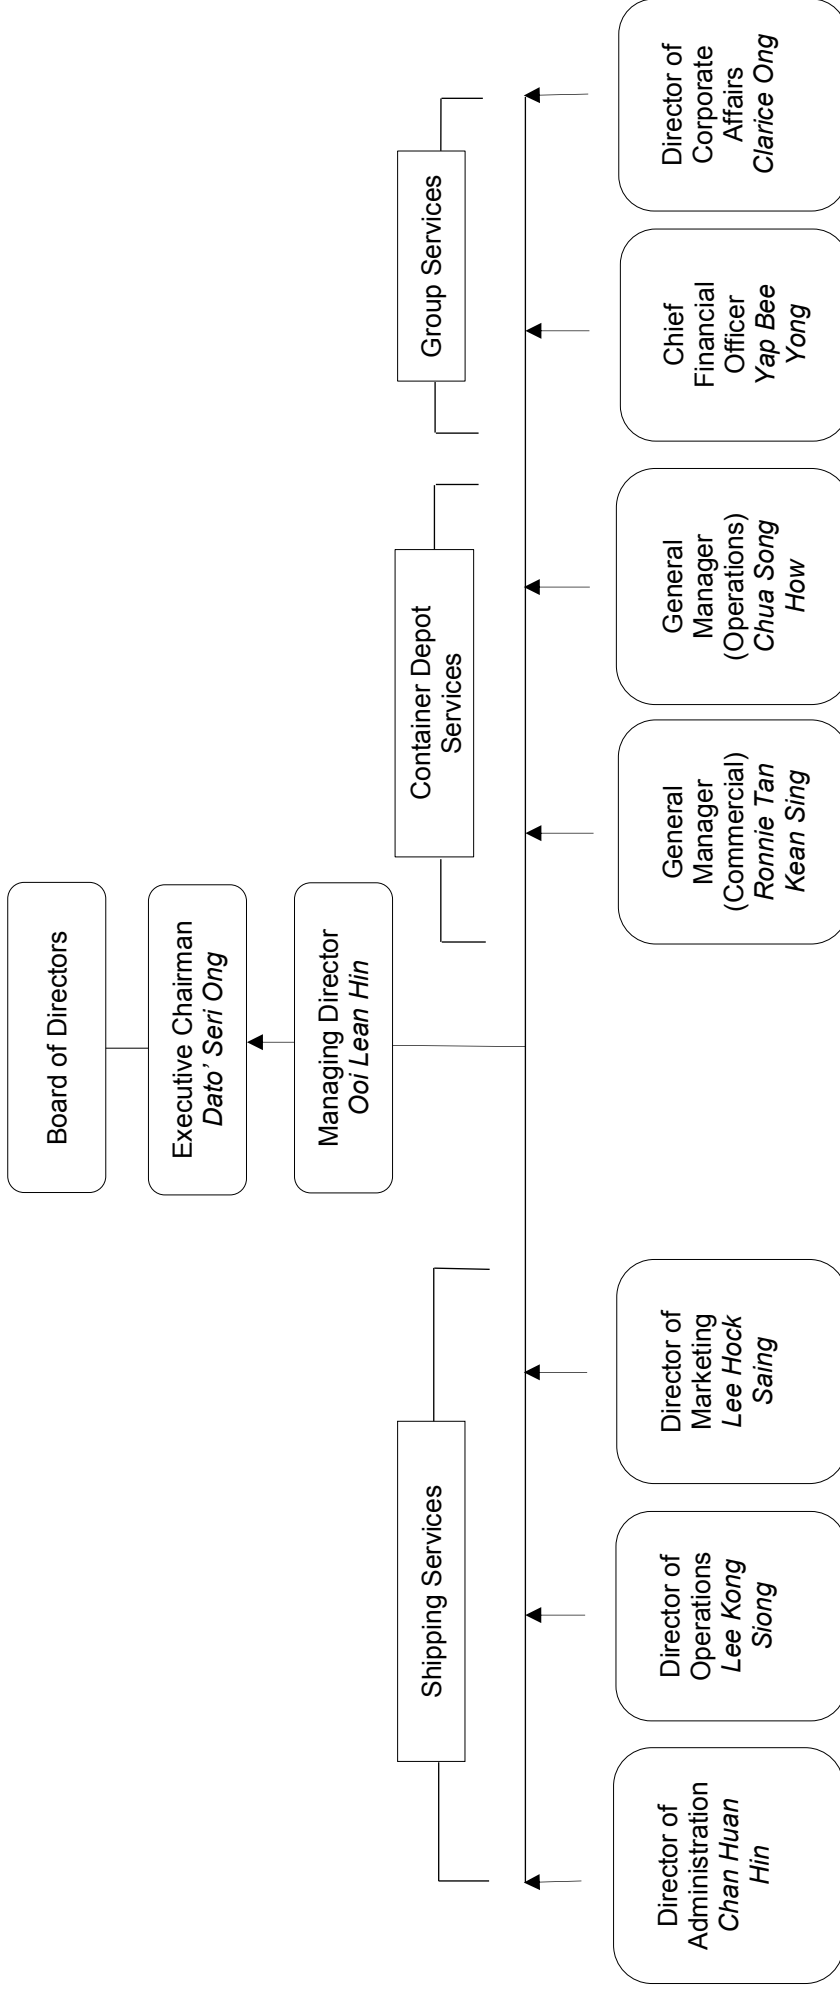 Board of Directors
Executive Chairman
Dato’ Seri Ong
Managing Director
Ooi Lean Hin
Shipping Services
Container Depot
Services
Group Services
Director of
Administration
Chan Huan
Hin
Director of
Operations
Lee Kong
Siong
Director of
Marketing
Lee Hock
Saing
General
Manager
(Commercial)
Ronnie Tan
Kean Sing
General
Manager
(Operations)
Chua Song
How
Chief
Financial
Officer
Yap Bee
Yong
Director of
Corporate
Affairs
Clarice Ong